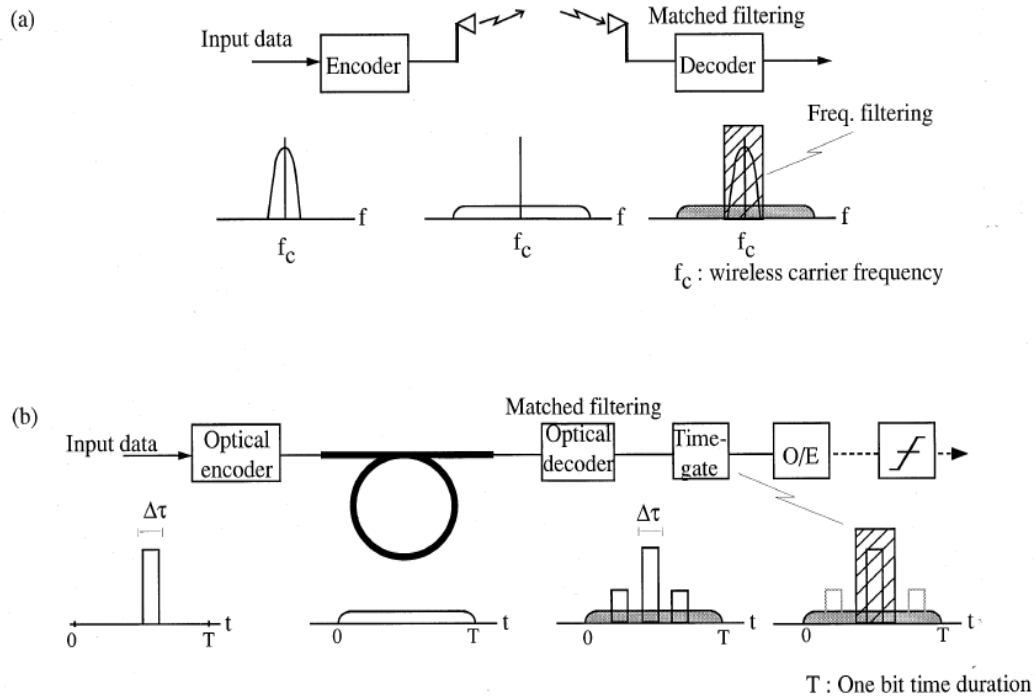 (a)
Matched filtering
Input data
Encoder
Decoder
Freq. filtering
f
f
f
f_c
f_c
f_c
f_c : wireless carrier frequency
(b)
Matched filtering
Input data
Optical encoder
Optical decoder
Time-gate
O/E
Δτ
Δτ
t
t
t
t
0
T
0
T
0
T
0
T
T : One bit time duration